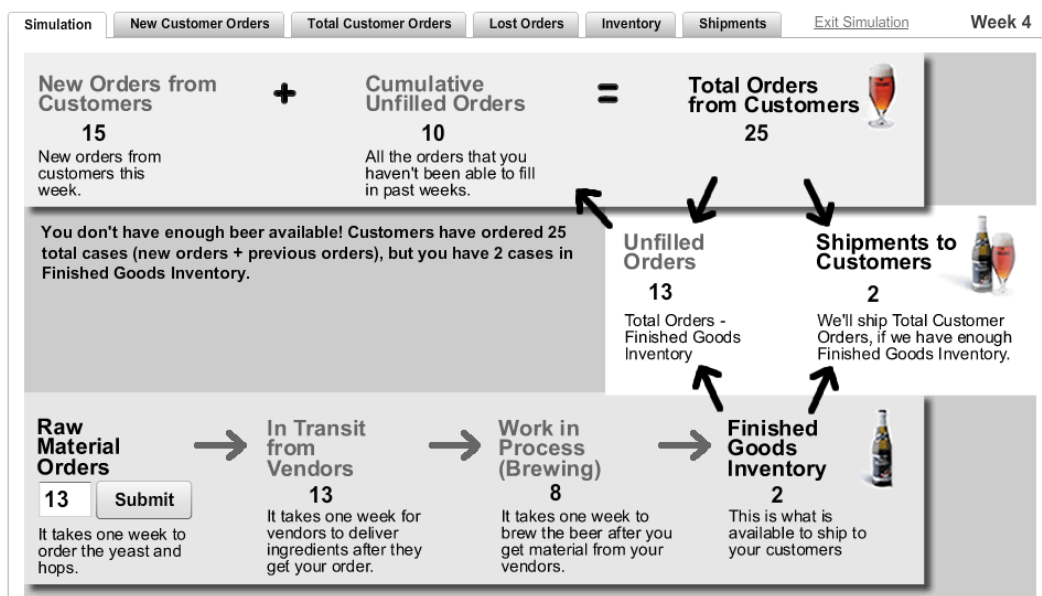 Simulation New Customer Orders Total Customer Orders Lost Orders Inventory Shipments Exit Simulation Week 4
New Orders from
Customers
15
New orders from
customers this
week.
+
Cumulative
Unfilled Orders
10
All the orders that you
haven't been able to fill
in past weeks.
=
Total Orders
from Customers
25
You don't have enough beer available! Customers have ordered 25
total cases (new orders + previous orders), but you have 2 cases in
Finished Goods Inventory.
Unfilled
Orders
13
Total Orders -
Finished Goods
Inventory
Shipments to
Customers
2
We'll ship Total Customer
Orders, if we have enough
Finished Goods Inventory.
Raw
Material
Orders
13 Submit
It takes one week to
order the yeast and
hops.
In Transit
from
Vendors
13
It takes one week for
vendors to deliver
ingredients after they
get your order.
Work in
Process
(Brewing)
8
It takes one week to
brew the beer after you
get material from your
vendors.
Finished
Goods
Inventory
2
This is what is
available to ship to
your customers